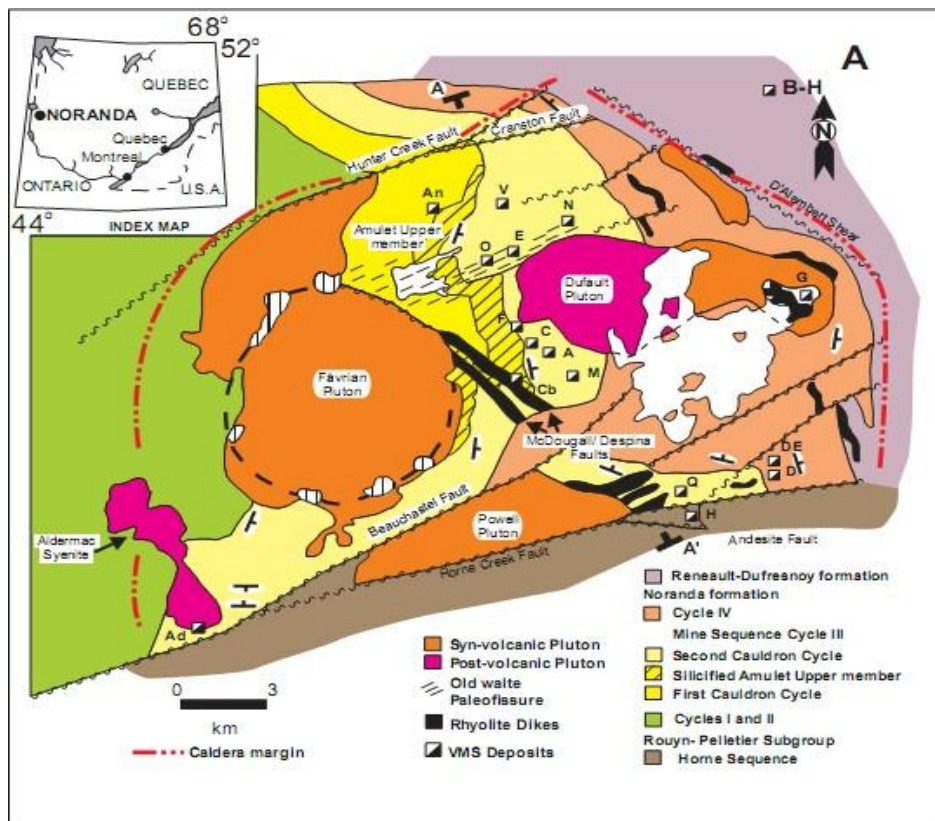 68°
52°
QUEBEC
NORANDA
Quebec
Montreal
ONTARIO
U.S.A.
44°
INDEX MAP
A
B-H
N
A
Hunter Creek Fault
Cranston Fault
D'Alembert Shear
An
V
N
Amulet Upper
member
O
E
Dufault
Pluton
G
F
C
A
M
Cb
Flavrian
Pluton
McDougall/ Despina
Faults
DE
D
Q
H
Beauchastel Fault
Powell
Pluton
Horne Creek Fault
A'
Andesite Fault
Aldermac
Syenite
Ad
0
3
km
Caldera margin
Syn-volcanic Pluton
Post-volcanic Pluton
Old waite
Paleofissure
Rhyolite Dikes
VMS Deposits
Reneault-Dufresnoy formation
Noranda formation
Cycle IV
Mine Sequence Cycle III
Second Cauldron Cycle
Silicified Amulet Upper member
First Cauldron Cycle
Cycles I and II
Rouyn- Pelletier Subgroup
Horne Sequence